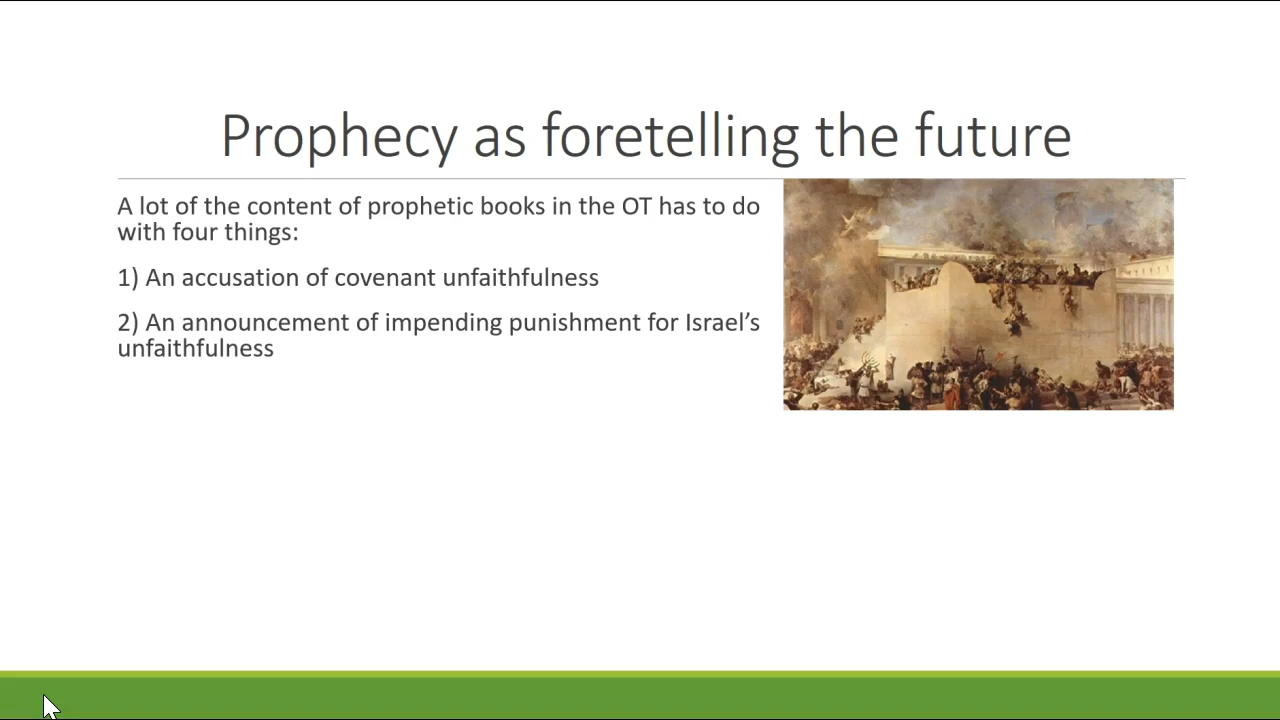 Prophecy as foretelling the future
A lot of the content of prophetic books in the OT has to do
with four things:
1) An accusation of covenant unfaithfulness
2) An announcement of impending punishment for Israel’s
unfaithfulness